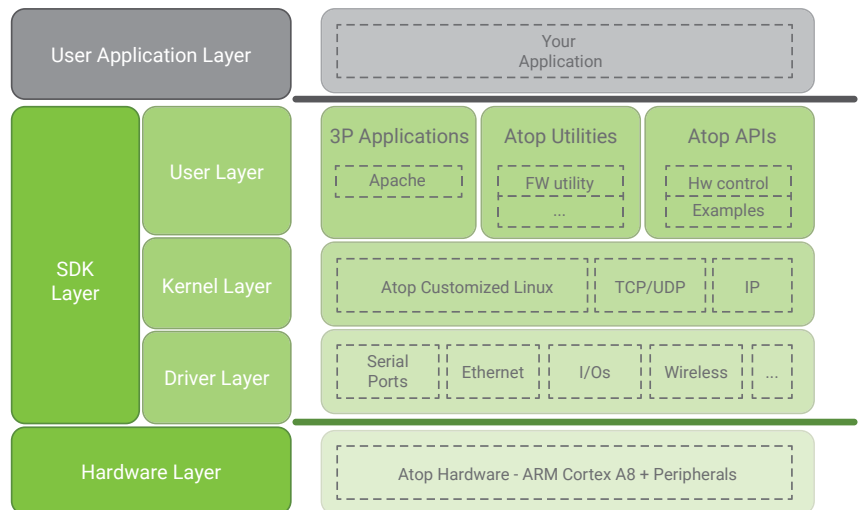 User Application Layer
Your
Application
SDK
Layer
User Layer
3P Applications
Apache
Atop Utilities
FW utility
...
Atop APIs
Hw control
Examples
Kernel Layer
Atop Customized Linux
TCP/UDP
IP
Driver Layer
Serial
Ports
Ethernet
I/Os
Wireless
...
Hardware Layer
Atop Hardware - ARM Cortex A8 + Peripherals